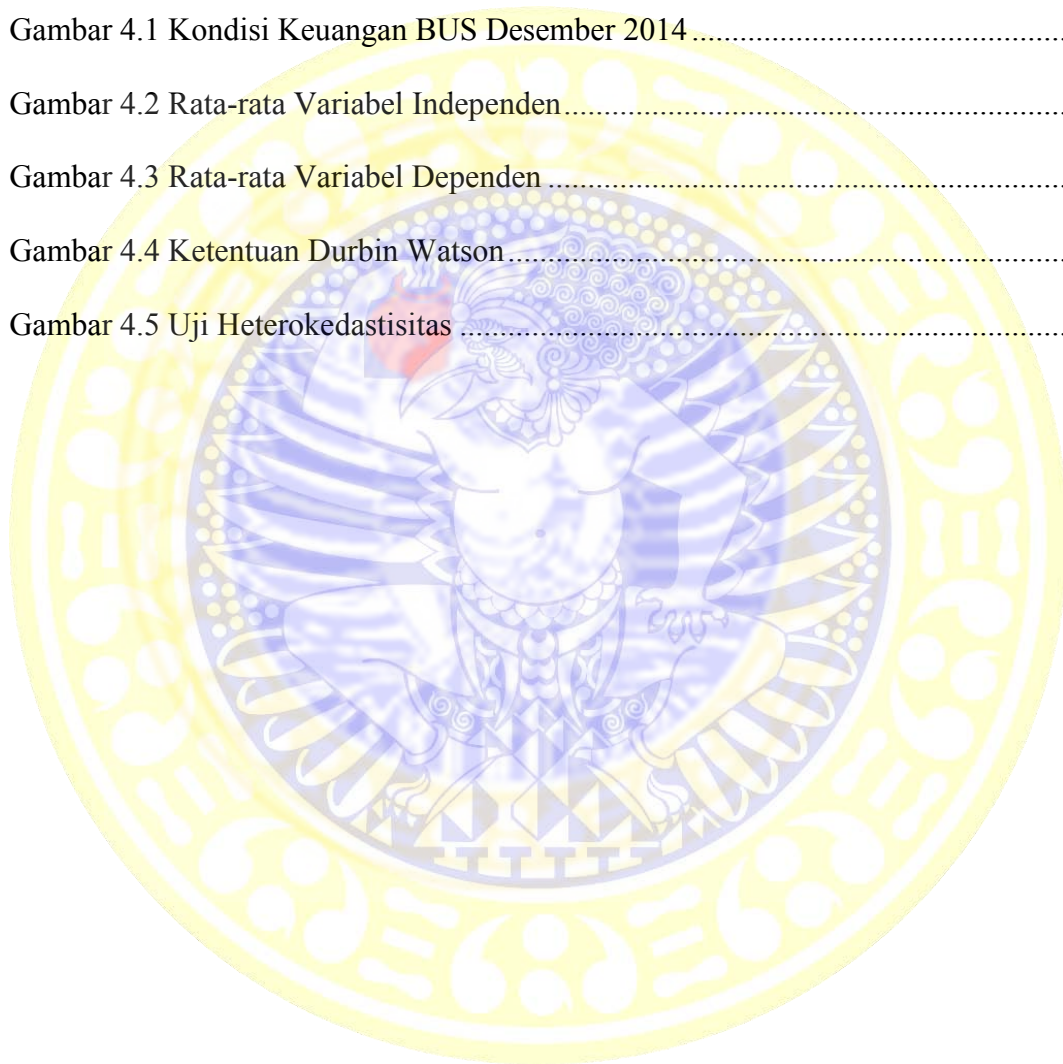 Gambar 4.1 Kondisi Keuangan BUS Desember 2014 ................................................
Gambar 4.2 Rata-rata Variabel Independen................................................................
Gambar 4.3 Rata-rata Variabel Dependen ..................................................................
Gambar 4.4 Ketentuan Durbin Watson.......................................................................
Gambar 4.5 Uji Heterokedastisitas .............................................................................